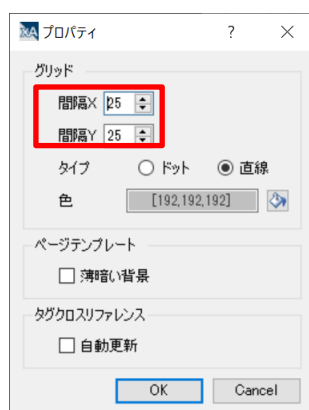 プロパティ ? ×
グリッド
間隔X 25
間隔Y 25
タイプ ドット 直線
色 [192,192,192]
ページテンプレート
薄暗い背景
タグクロスリファレンス
自動更新
OK Cancel